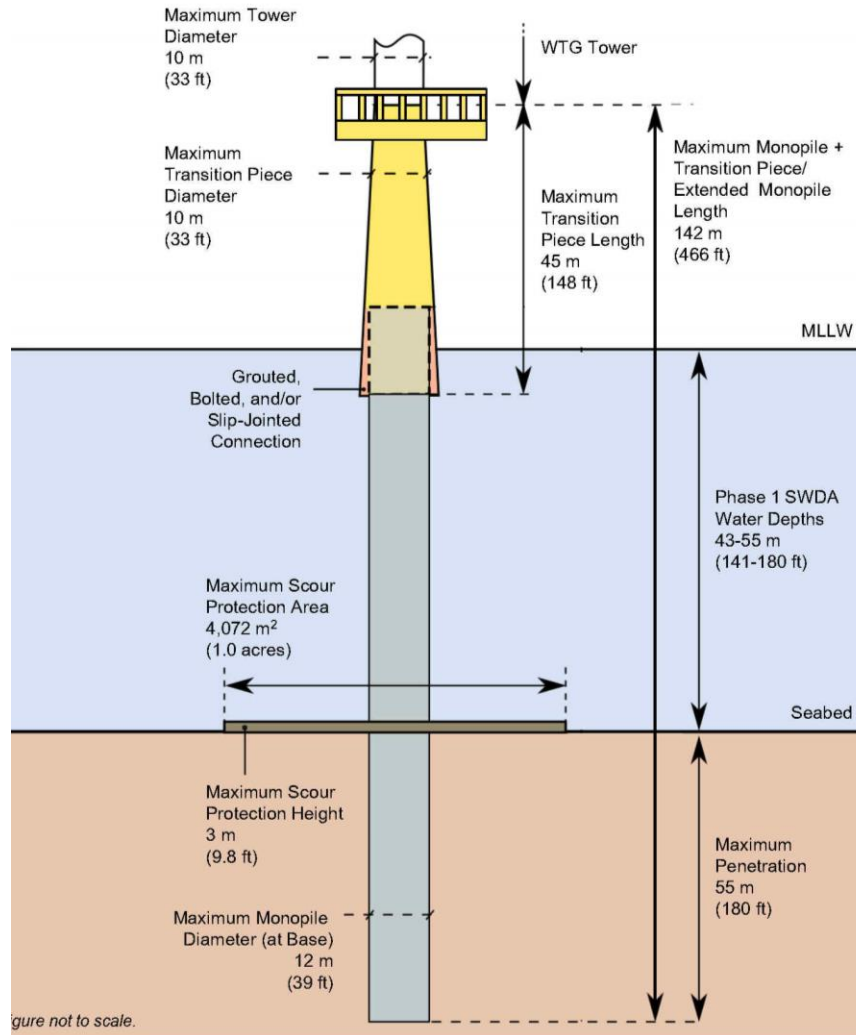 Maximum Tower
Diameter
10 m
(33 ft)
WTG Tower
Maximum
Transition Piece
Diameter
10 m
(33 ft)
Maximum
Transition
Piece Length
45 m
(148 ft)
Maximum Monopile +
Transition Piece/
Extended Monopile
Length
142 m
(466 ft)
MLLW
Grouted,
Bolted, and/or
Slip-Jointed
Connection
Phase 1 SWDA
Water Depths
43-55 m
(141-180 ft)
Maximum Scour
Protection Area
4,072 m²
(1.0 acres)
Seabed
Maximum Scour
Protection Height
3 m
(9.8 ft)
Maximum
Penetration
55 m
(180 ft)
Maximum Monopile
Diameter (at Base)
12 m
(39 ft)
gure not to scale.